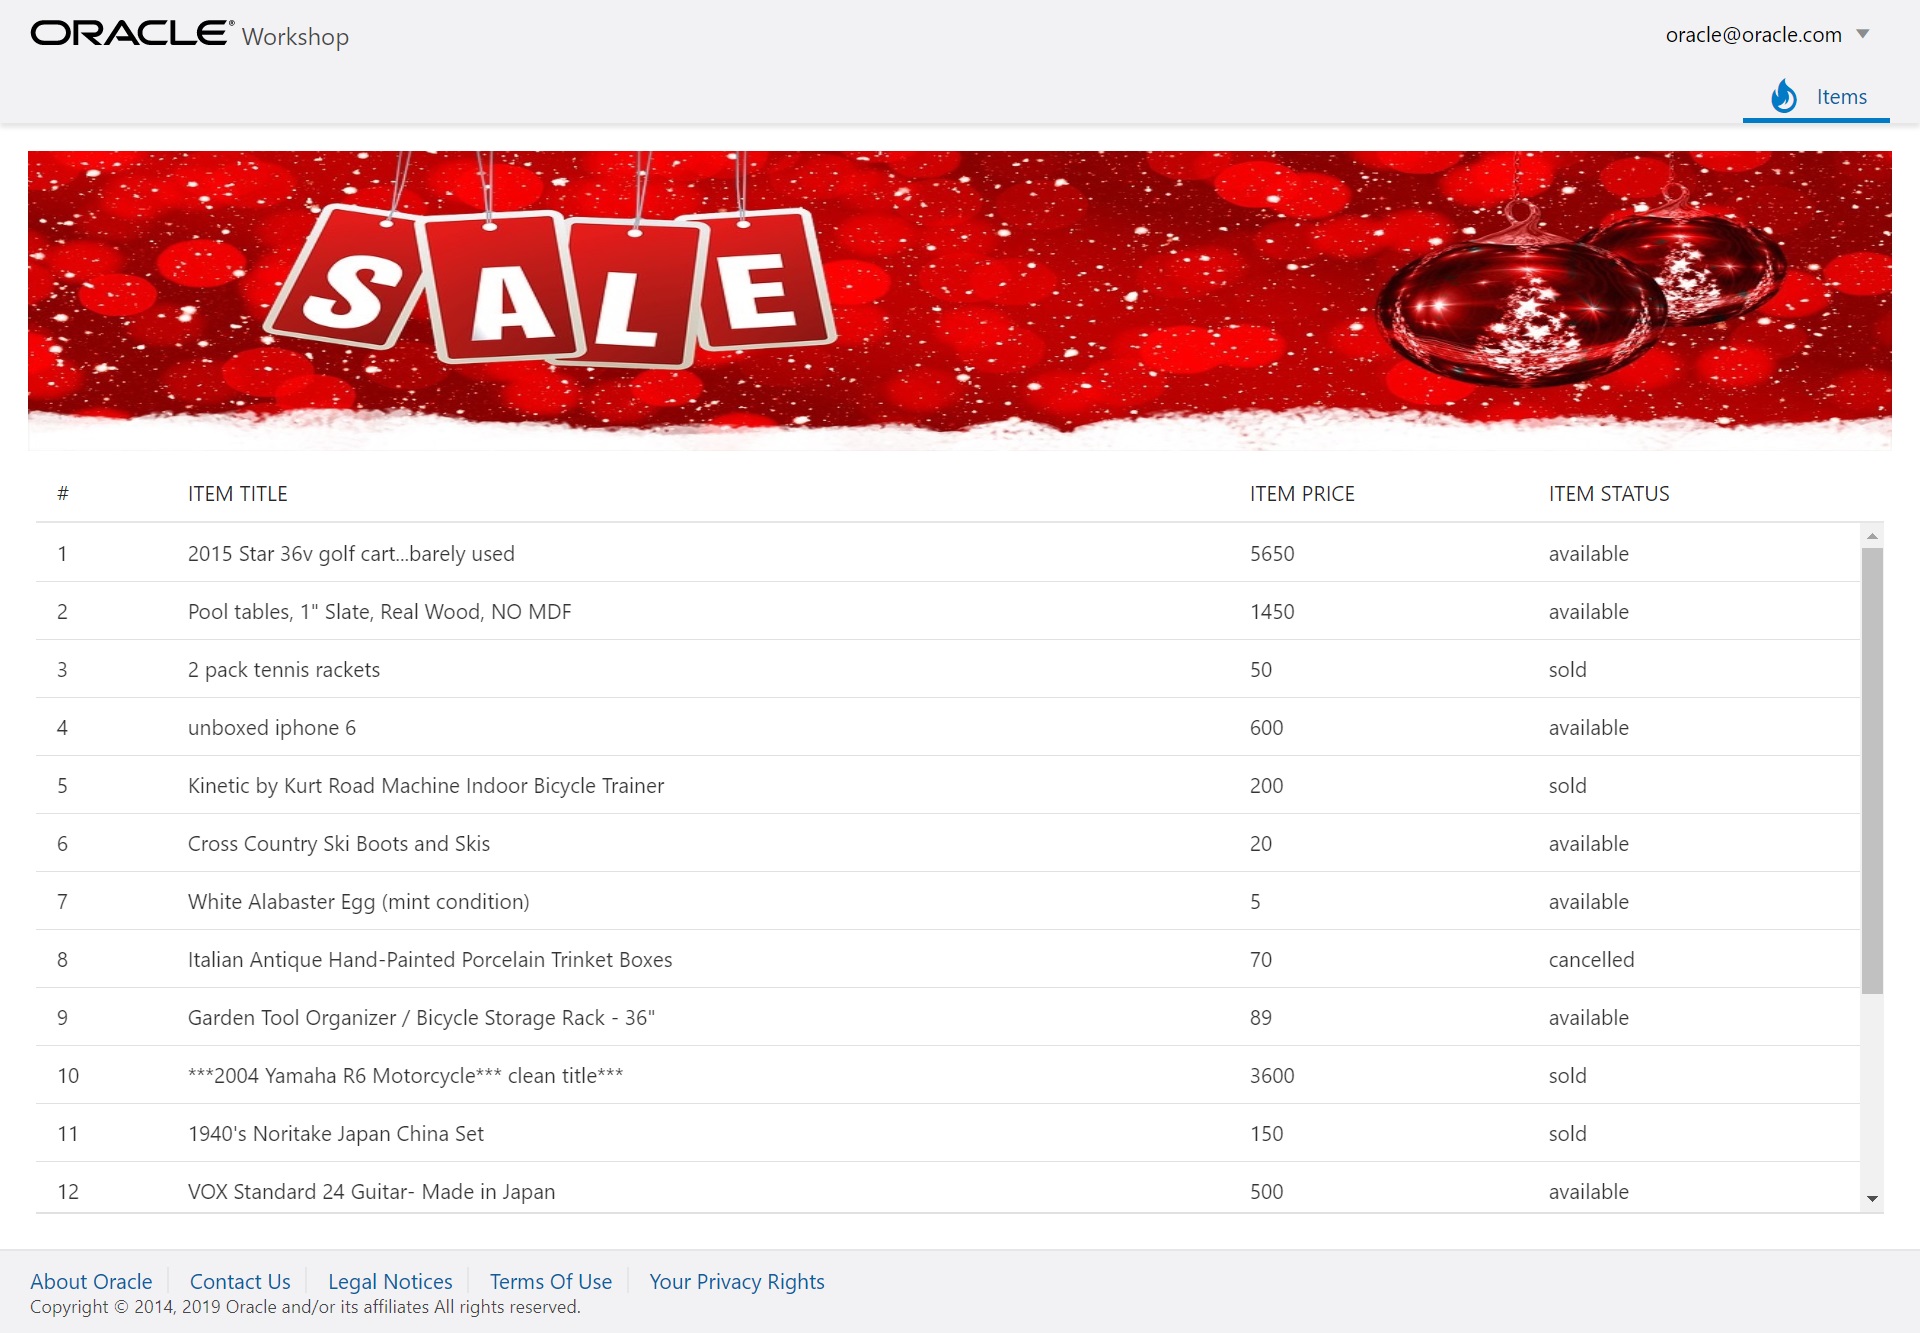 ORACLE® Workshop
oracle@oracle.com
Items
SALE
# ITEM TITLE ITEM PRICE ITEM STATUS
1 2015 Star 36v golf cart...barely used 5650 available
2 Pool tables, 1" Slate, Real Wood, NO MDF 1450 available
3 2 pack tennis rackets 50 sold
4 unboxed iphone 6 600 available
5 Kinetic by Kurt Road Machine Indoor Bicycle Trainer 200 sold
6 Cross Country Ski Boots and Skis 20 available
7 White Alabaster Egg (mint condition) 5 available
8 Italian Antique Hand-Painted Porcelain Trinket Boxes 70 cancelled
9 Garden Tool Organizer / Bicycle Storage Rack - 36" 89 available
10 ***2004 Yamaha R6 Motorcycle*** clean title*** 3600 sold
11 1940's Noritake Japan China Set 150 sold
12 VOX Standard 24 Guitar- Made in Japan 500 available
About Oracle Contact Us Legal Notices Terms Of Use Your Privacy Rights
Copyright © 2014, 2019 Oracle and/or its affiliates All rights reserved.